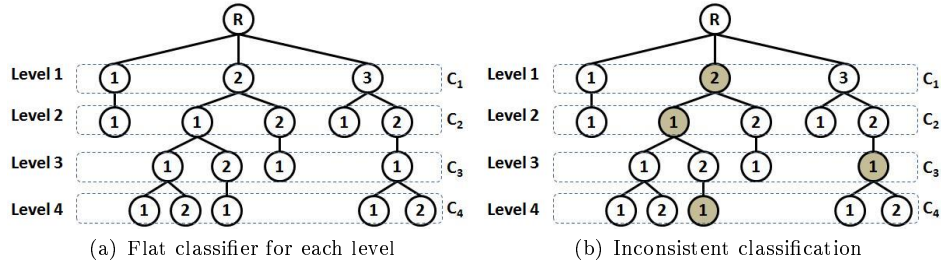 R
R
Level 1 1 2 3 C1
Level 1 1 2 3 C1
Level 2 1 1 2 1 2 C2
Level 2 1 1 2 1 2 C2
Level 3 1 2 1 1 C3
Level 3 1 2 1 1 C3
Level 4 1 2 1 1 2 C4
Level 4 1 2 1 1 2 C4
(a) Flat classifier for each level
(b) Inconsistent classification